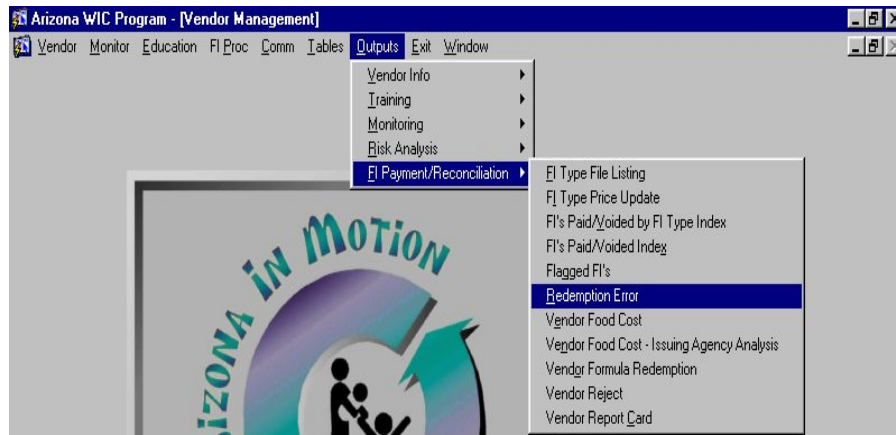 Arizona WIC Program - [Vendor Management]
Vendor Monitor Education FI Proc Comm Tables Outputs Exit Window
Vendor Info
Training
Monitoring
Risk Analysis
FI Payment/Reconciliation
FI Type File Listing
FI Type Price Update
FI's Paid/Voided by FI Type Index
FI's Paid/Voided Index
Flagged FI's
Redemption Error
Vendor Food Cost
Vendor Food Cost - Issuing Agency Analysis
Vendor Formula Redemption
Vendor Reject
Vendor Report Card
IN MOTION